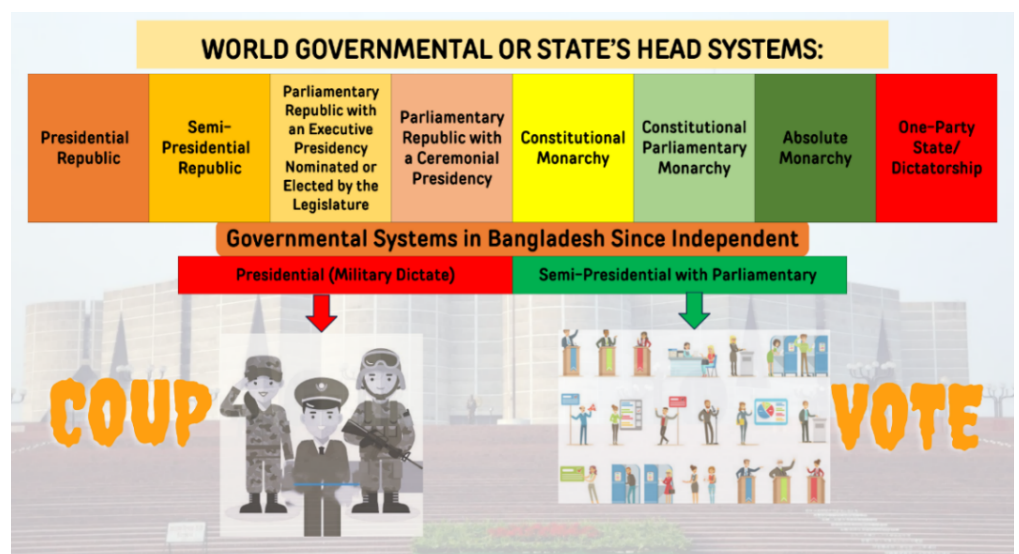 WORLD GOVERNMENTAL OR STATE'S HEAD SYSTEMS:
Presidential
Republic
Semi-
Presidential
Republic
Parliamentary
Republic with
an Executive
Presidency
Nominated or
Elected by the
Legislature
Parliamentary
Republic with
a Ceremonial
Presidency
Constitutional
Monarchy
Constitutional
Parliamentary
Monarchy
Absolute
Monarchy
One-Party
State/
Dictatorship
Governmental Systems in Bangladesh Since Independent
Presidential (Military Dictate)
Semi-Presidential with Parliamentary
COUP
VOTE